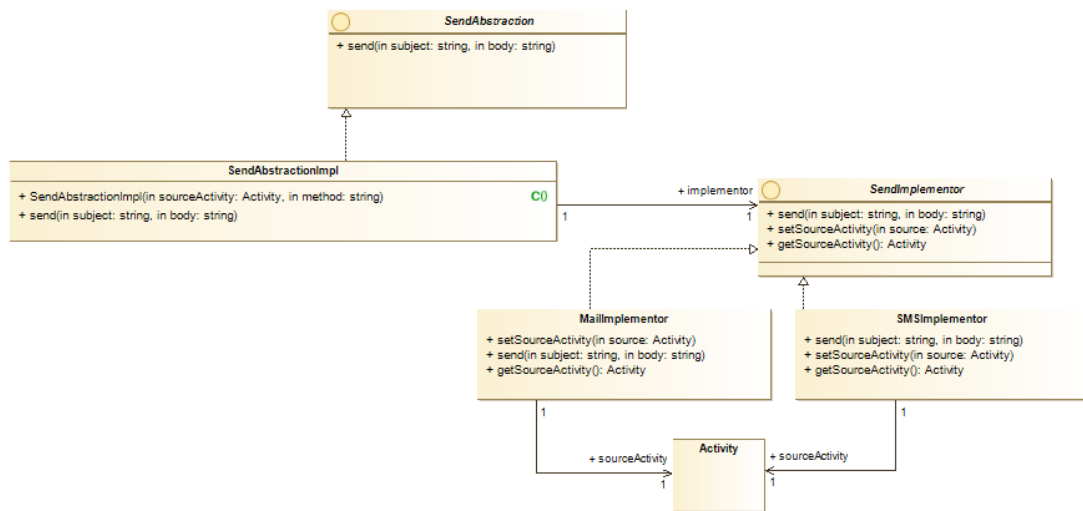 SendAbstraction
+ send(in subject: string, in body: string)
SendAbstractionImpl
+ SendAbstractionImpl(in sourceActivity: Activity, in method: string)
C()
+ send(in subject: string, in body: string)
+ implementor
1
1
SendImplementor
+ send(in subject: string, in body: string)
+ setSourceActivity(in source: Activity)
+ getSourceActivity(): Activity
MailImplementor
+ setSourceActivity(in source: Activity)
+ send(in subject: string, in body: string)
+ getSourceActivity(): Activity
SMSImplementor
+ send(in subject: string, in body: string)
+ setSourceActivity(in source: Activity)
+ getSourceActivity(): Activity
1
1
+ sourceActivity
1
Activity
+ sourceActivity
1